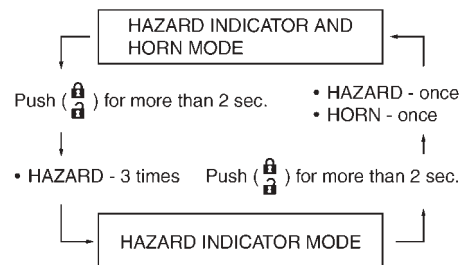 HAZARD INDICATOR AND
HORN MODE
Push ( ) for more than 2 sec.
• HAZARD - once
• HORN - once
• HAZARD - 3 times
Push ( ) for more than 2 sec.
HAZARD INDICATOR MODE